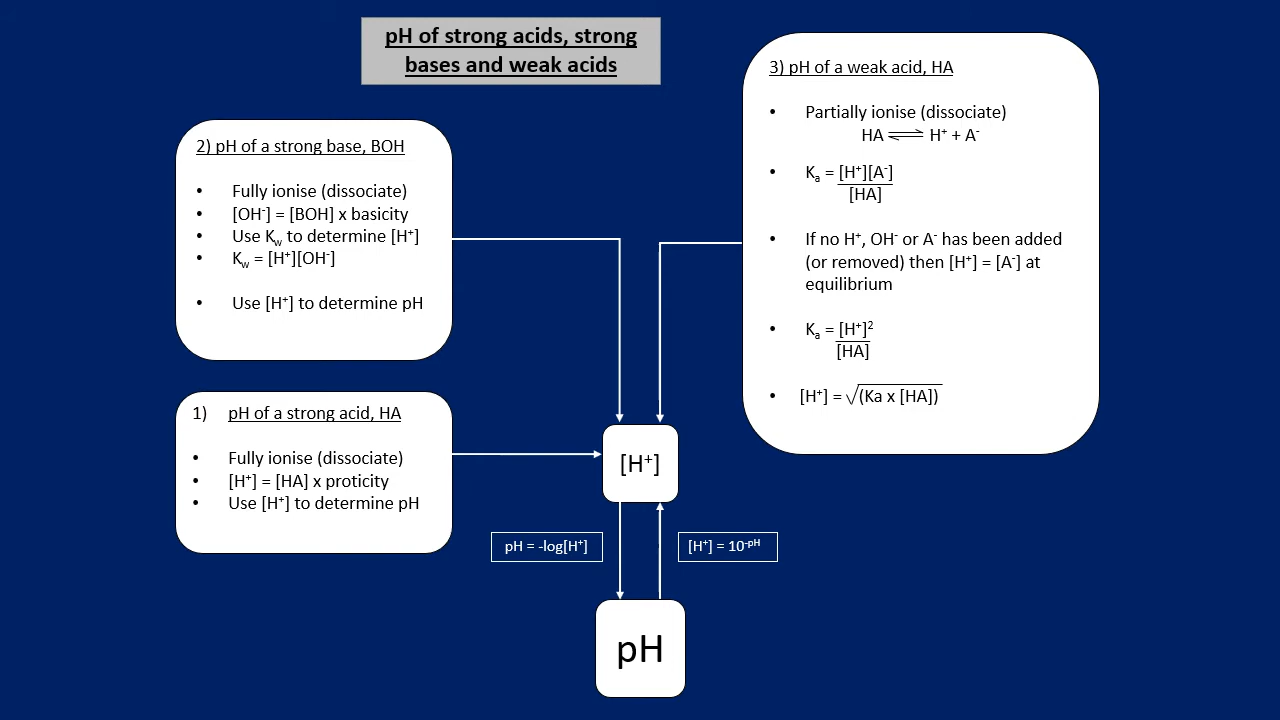 pH of strong acids, strong
bases and weak acids
2) pH of a strong base, BOH
• Fully ionise (dissociate)
• [OH⁻] = [BOH] x basicity
• Use Kw to determine [H⁺]
• Kw = [H⁺][OH⁻]
• Use [H⁺] to determine pH
1) pH of a strong acid, HA
• Fully ionise (dissociate)
• [H⁺] = [HA] x proticity
• Use [H⁺] to determine pH
3) pH of a weak acid, HA
• Partially ionise (dissociate)
HA ⇌ H⁺ + A⁻
• Kₐ = [H⁺][A⁻]
[HA]
• If no H⁺, OH⁻ or A⁻ has been added
(or removed) then [H⁺] = [A⁻] at
equilibrium
• Kₐ = [H⁺]²
[HA]
• [H⁺] = √(Ka x [HA])
[H⁺]
pH = -log[H⁺]
[H⁺] = 10⁻ᵖᴴ
pH